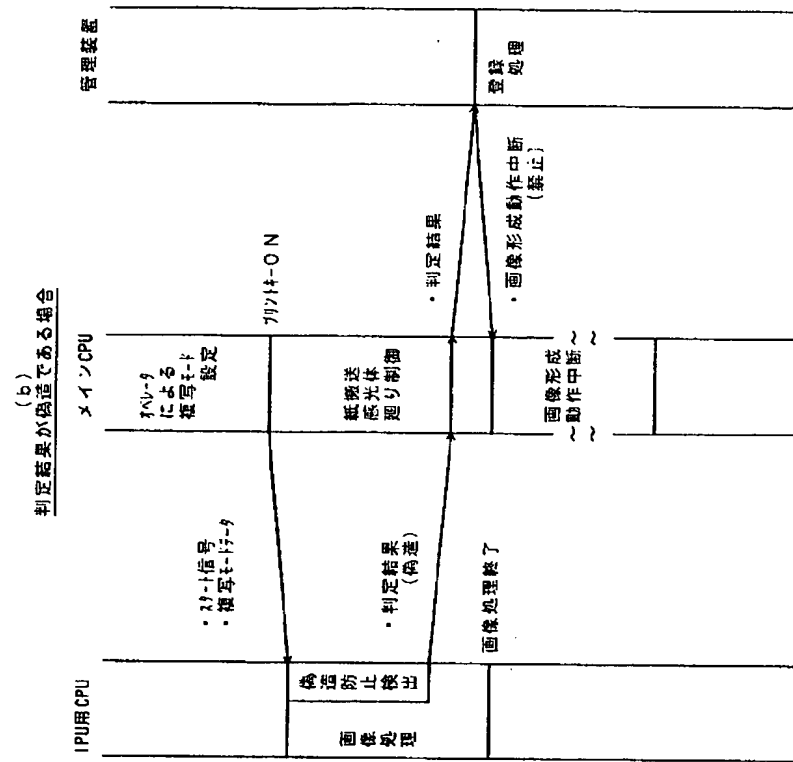 (b)
判定結果が偽造である場合
IPU用CPU
メインCPU
管理装置
オペレータ
による
複写モード
設定
プリントキーON
・スタート信号
・複写モードデータ
偽造防止検出
画像処理
紙搬送
感光体
廻り制御
・判定結果
(偽造)
・判定結果
登録
処理
・画像形成動作中断
(禁止)
画像処理終了
画像形成
動作中断